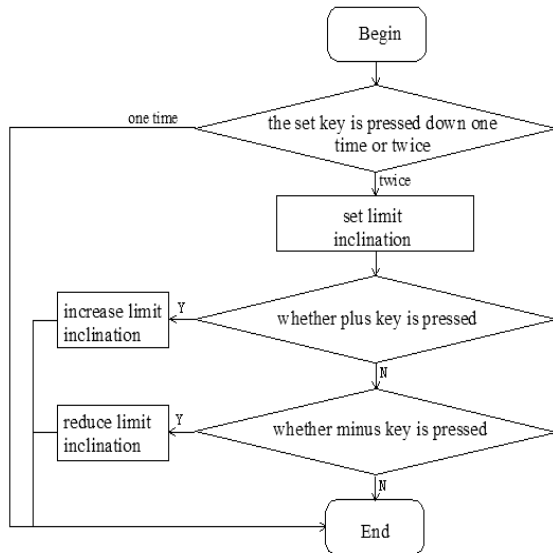 Begin
the set key is pressed down one
time or twice
one time
twice
set limit
inclination
whether plus key is pressed
Y
increase limit
inclination
N
whether minus key is pressed
Y
reduce limit
inclination
N
End